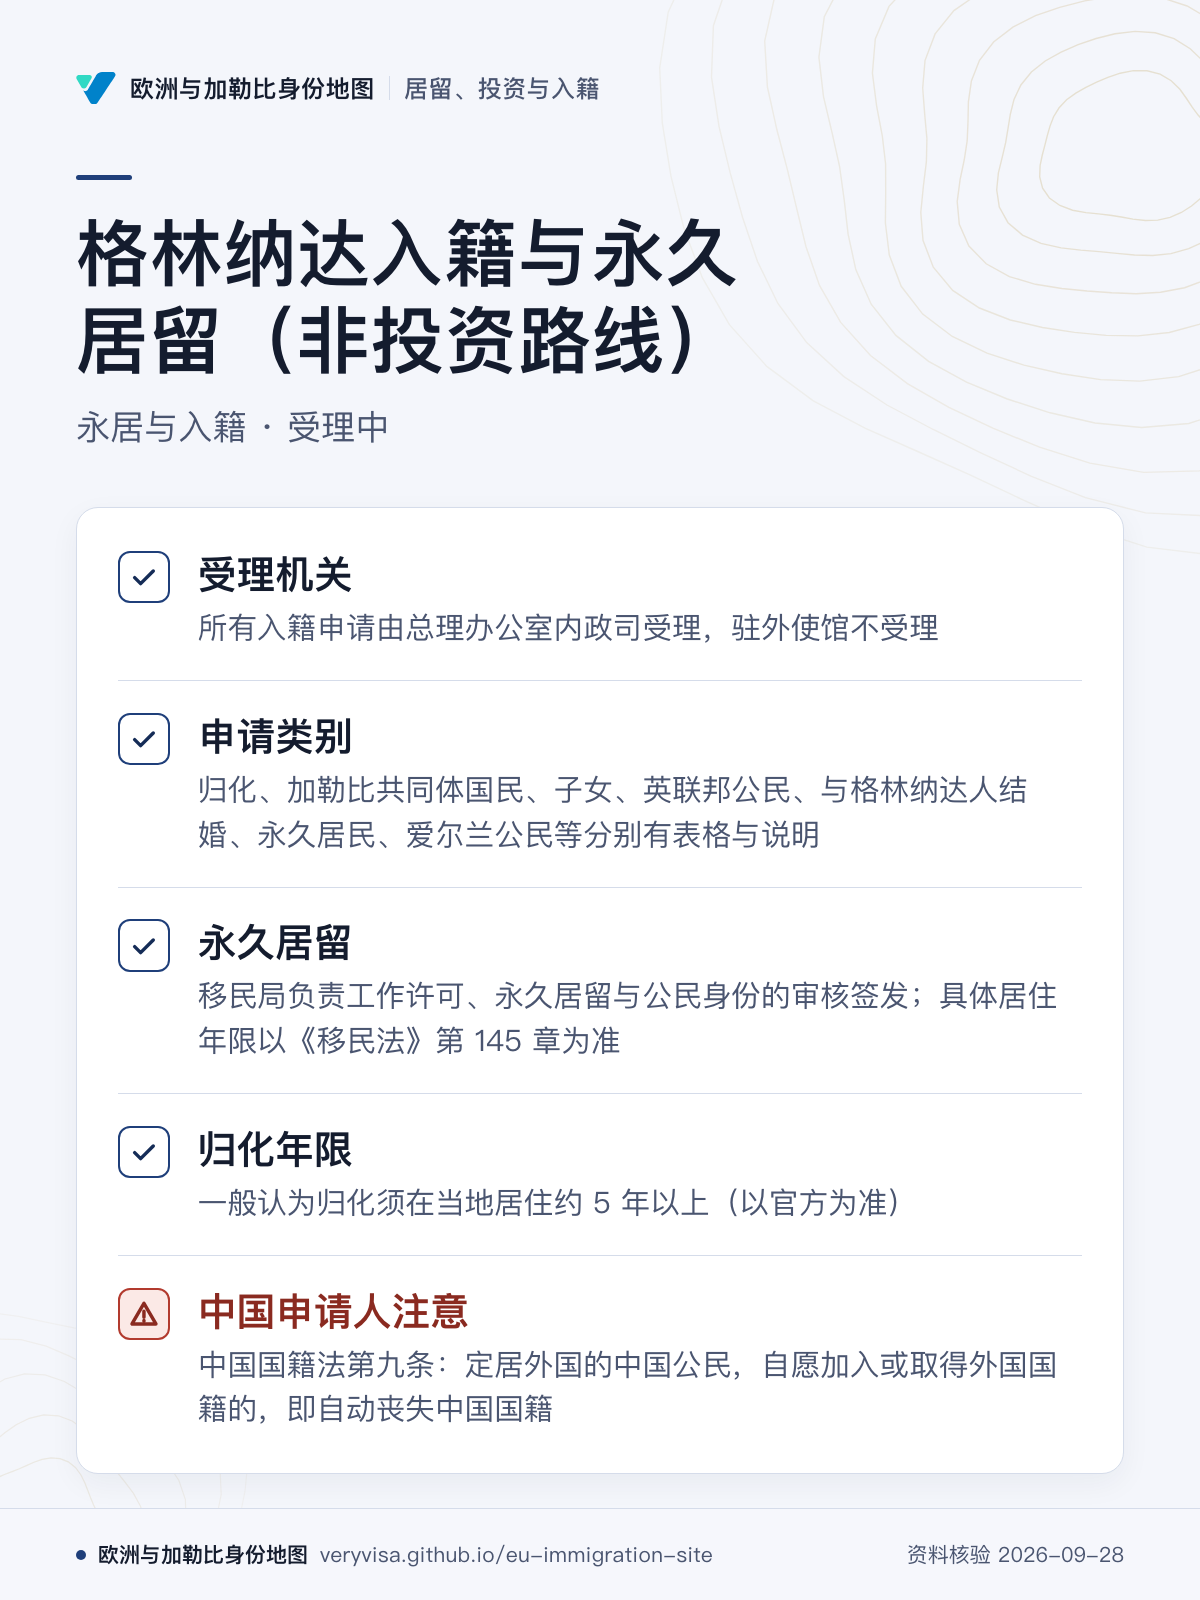 欧洲与加勒比身份地图 居留、投资与入籍
格林纳达入籍与永久
居留（非投资路线）
永居与入籍 · 受理中
受理机关
所有入籍申请由总理办公室内政司受理，驻外使馆不受理
申请类别
归化、加勒比共同体国民、子女、英联邦公民、与格林纳达人结
婚、永久居民、爱尔兰公民等分别有表格与说明
永久居留
移民局负责工作许可、永久居留与公民身份的审核签发；具体居住
年限以《移民法》第 145 章为准
归化年限
一般认为归化须在当地居住约 5 年以上（以官方为准）
中国申请人注意
中国国籍法第九条：定居外国的中国公民，自愿加入或取得外国国
籍的，即自动丧失中国国籍
欧洲与加勒比身份地图 veryvisa.github.io/eu-immigration-site 资料核验 2026-09-28